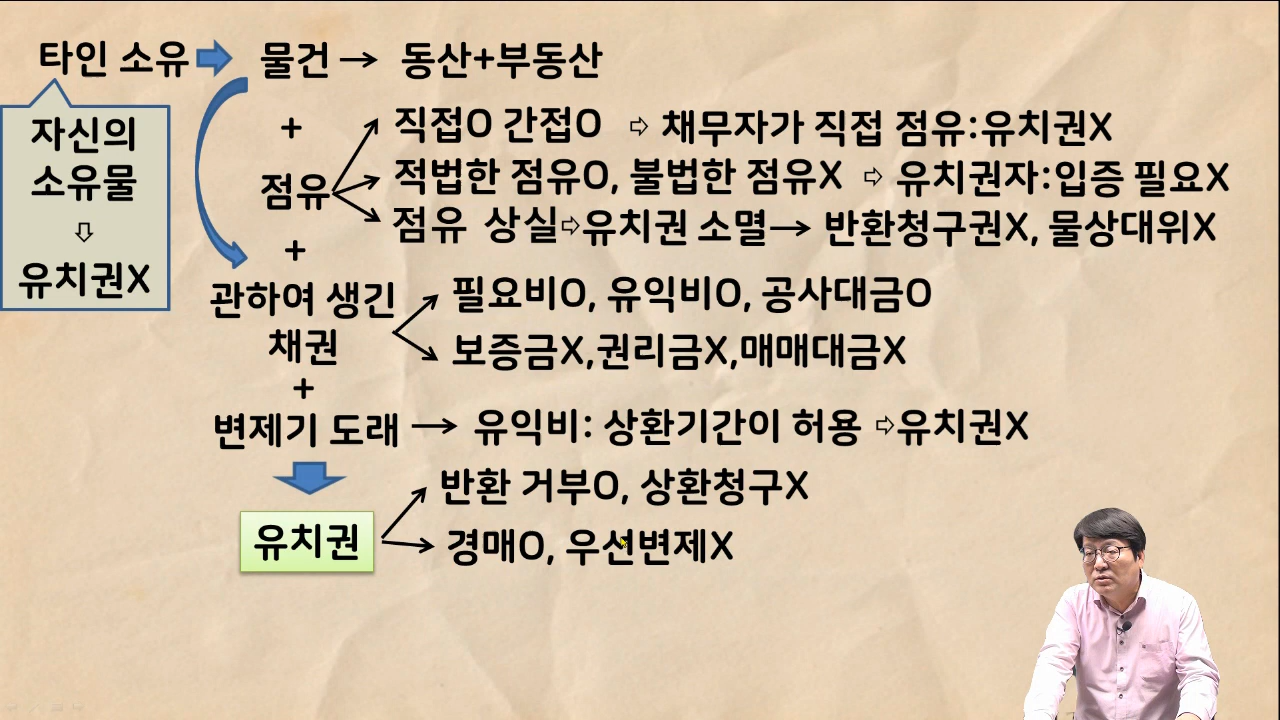 타인 소유 ➡ 물건 → 동산+부동산
자신의
소유물
⇩
유치권X
+
점유
직접O 간접O ⇨ 채무자가 직접 점유:유치권X
적법한 점유O, 불법한 점유X ⇨ 유치권자:입증 필요X
점유 상실⇨유치권 소멸→ 반환청구권X, 물상대위X
+
관하여 생긴
채권
필요비O, 유익비O, 공사대금O
보증금X,권리금X,매매대금X
+
변제기 도래 → 유익비: 상환기간이 허용 ⇨유치권X
유치권
반환 거부O, 상환청구X
경매O, 우선변제X